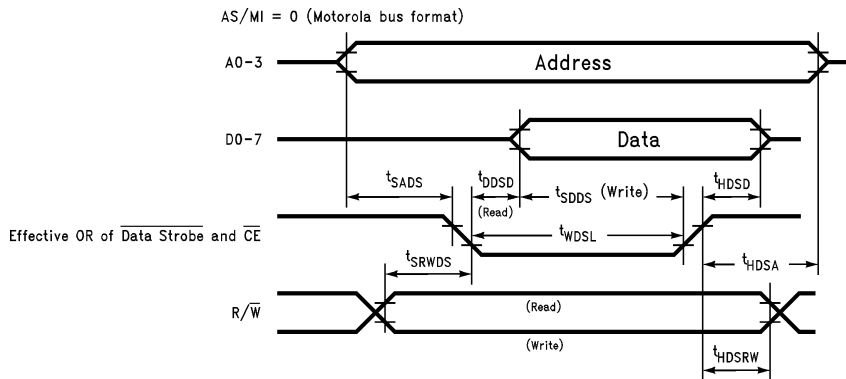 AS/MI = 0 (Motorola bus format)
A0-3
Address
D0-7
Data
tSADS
tDDSD
(Read)
tSDDS (Write)
tHDSD
Effective OR of Data Strobe and CE
tWDSL
tSRWDS
tHDSA
R/W
(Read)
(Write)
tHDSRW